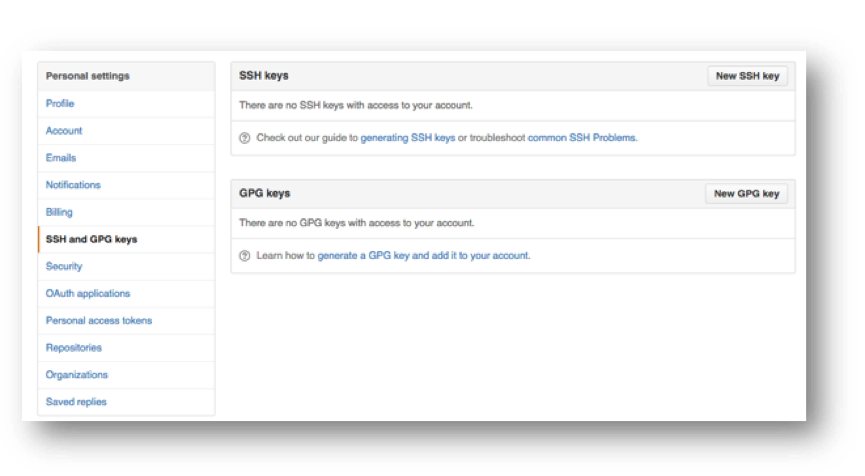 Personal settings
Profile
Account
Emails
Notifications
Billing
SSH and GPG keys
Security
OAuth applications
Personal access tokens
Repositories
Organizations
Saved replies
SSH keys
New SSH key
There are no SSH keys with access to your account.
Check out our guide to generating SSH keys or troubleshoot common SSH Problems.
GPG keys
New GPG key
There are no GPG keys with access to your account.
Learn how to generate a GPG key and add it to your account.